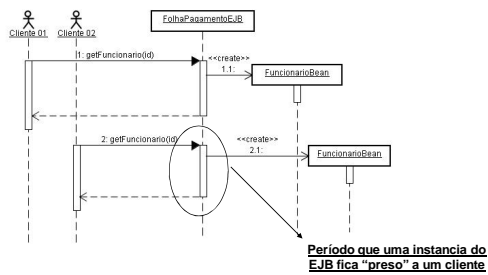 Cliente 01
Cliente 02
FolhaPagamentoEJB
1: getFuncionario(id)
<<create>>
1.1:
FuncionarioBean
2: getFuncionario(id)
<<create>>
2.1:
FuncionarioBean
Período que uma instancia do
EJB fica “preso” a um cliente